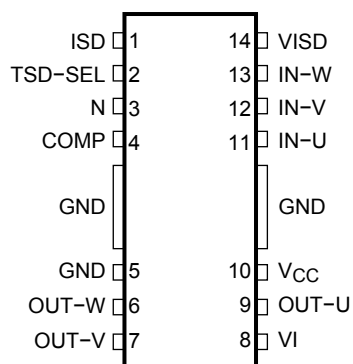 ISD 1 14 VISD
TSD−SEL 2 13 IN−W
N 3 12 IN−V
COMP 4 11 IN−U
GND GND
GND 5 10 VCC
OUT−W 6 9 OUT−U
OUT−V 7 8 VI